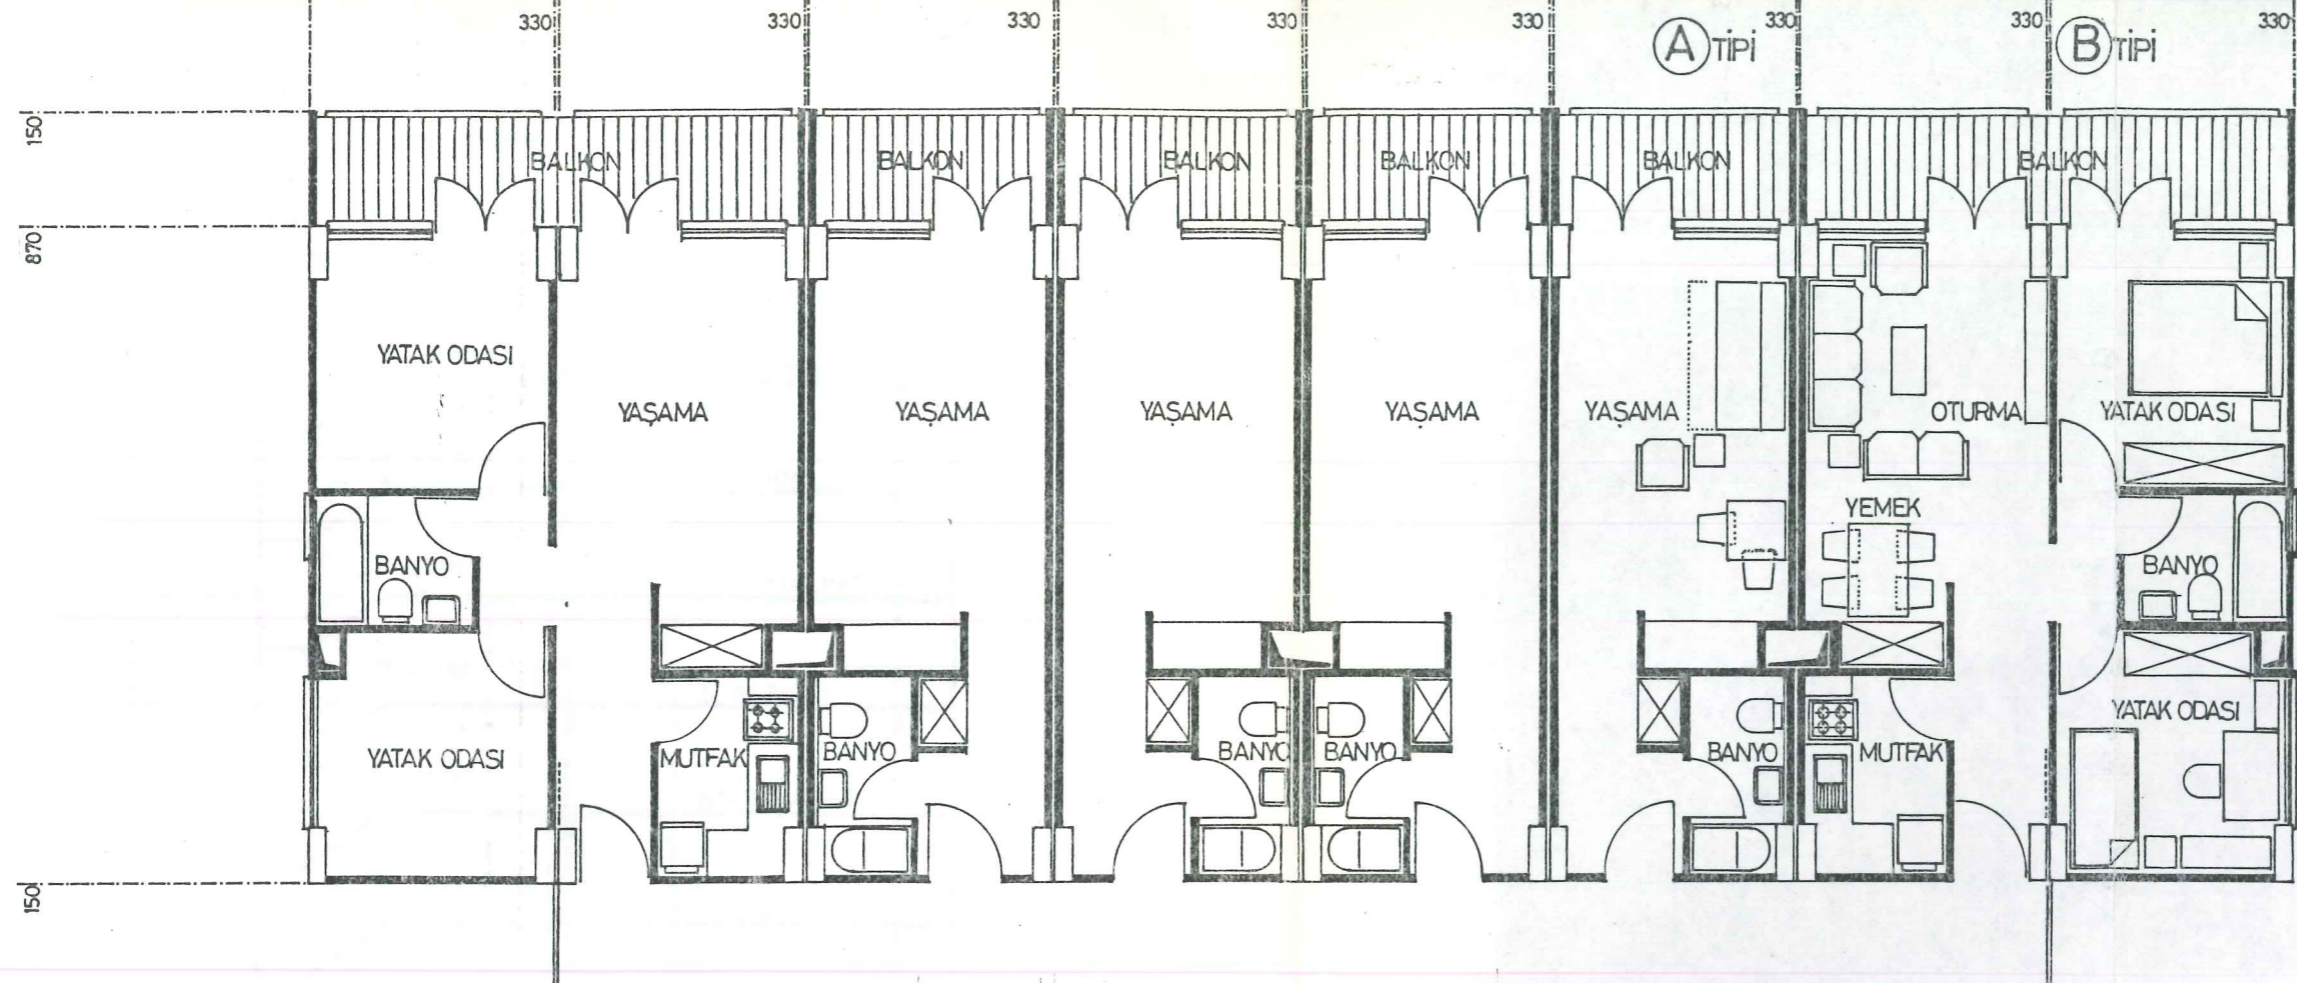 330 330 330 330 330 330 330 330
A TİPİ B TİPİ
150
BALKON BALKON BALKON BALKON BALKON BALKON
870
YATAK ODASI
YAŞAMA YAŞAMA YAŞAMA YAŞAMA YAŞAMA OTURMA YATAK ODASI
YEMEK
BANYO BANYO
YATAK ODASI
YATAK ODASI MUTFAK BANYO BANYO BANYO BANYO MUTFAK
150